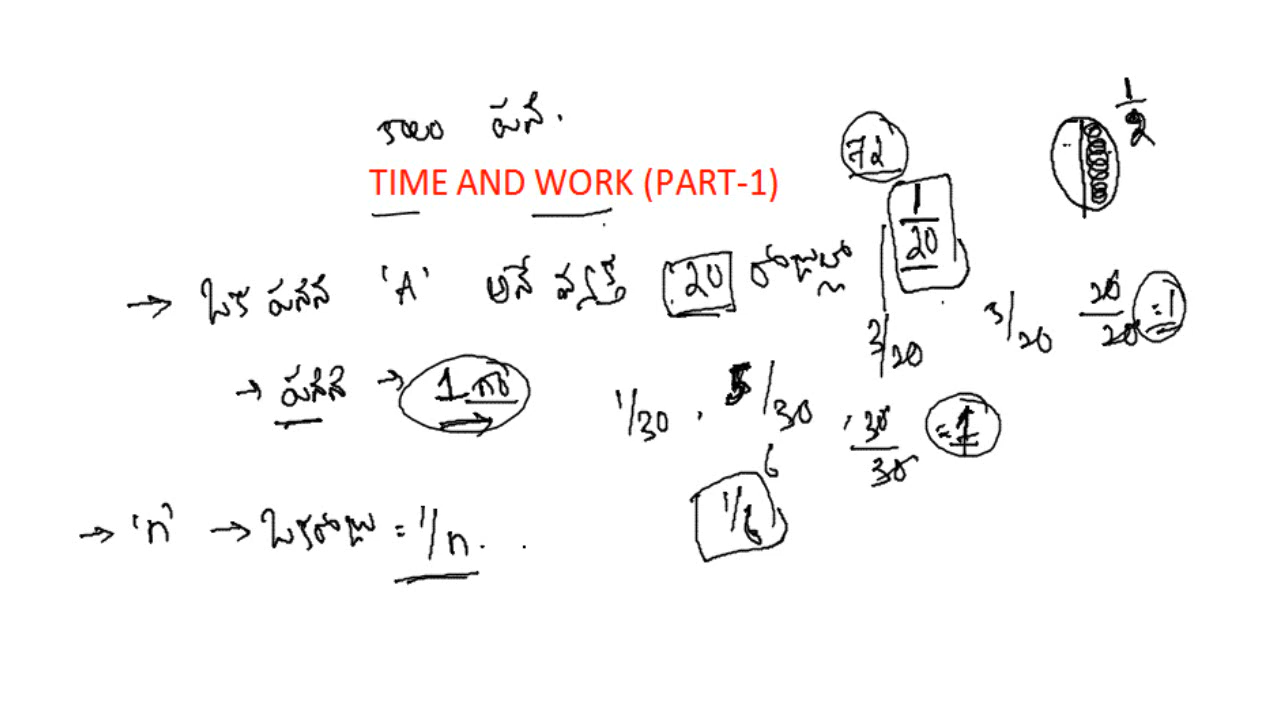 కాలం పని.
TIME AND WORK (PART-1)
72
1/2
1/20
→ ఒక పనిని 'A' అనే వ్యక్తి 20 రోజుల్లో
3/20 3/20 20/20 =1
→ పనిని → 1 గా
1/30 . 5/30 . 30/30 =1
6
1/6
→ 'n' → ఒకరోజు = 1/n.